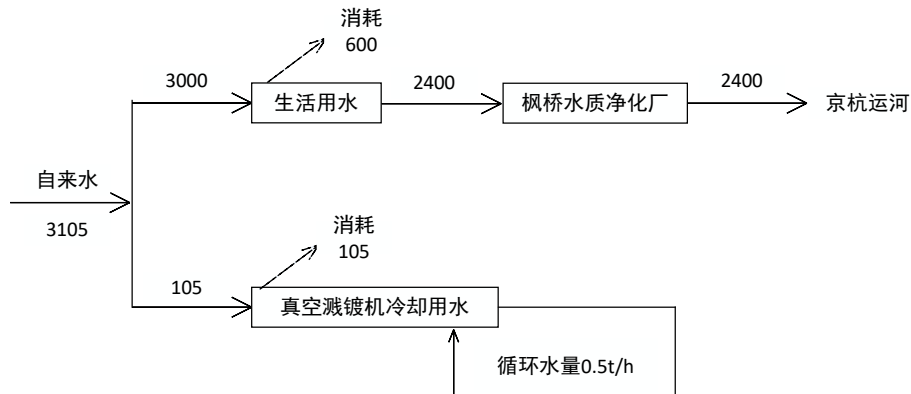 消耗
600
3000
生活用水
2400
枫桥水质净化厂
2400
京杭运河
自来水
3105
消耗
105
105
真空溅镀机冷却用水
循环水量0.5t/h